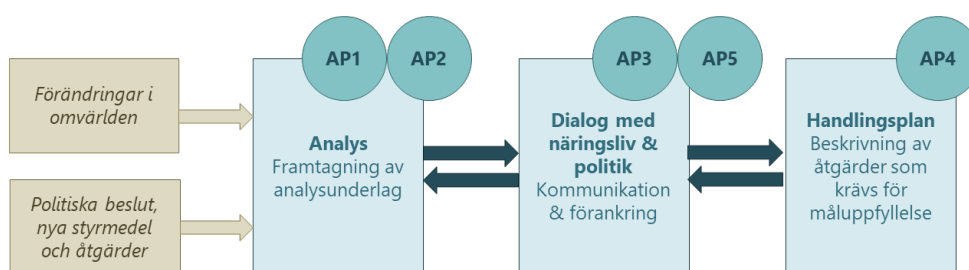 AP1
AP2
AP3
AP5
AP4
Förändringar i
omvärlden
Politiska beslut,
nya styrmedel
och åtgärder
Analys
Framtagning av
analysunderlag
Dialog med
näringsliv &
politik
Kommunikation
& förankring
Handlingsplan
Beskrivning av
åtgärder som
krävs för
måluppfyllelse